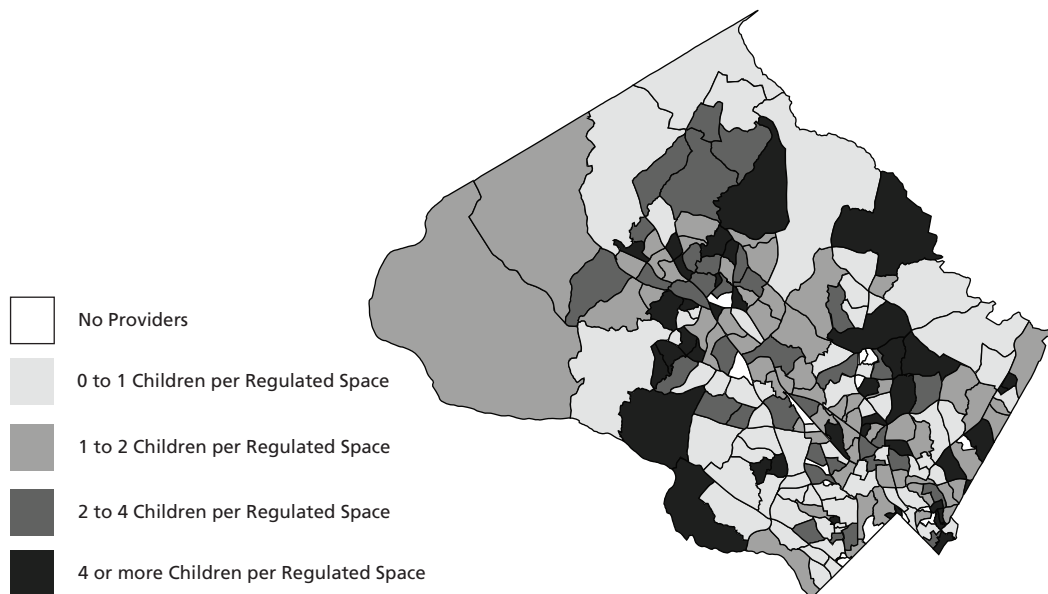 No Providers
0 to 1 Children per Regulated Space
1 to 2 Children per Regulated Space
2 to 4 Children per Regulated Space
4 or more Children per Regulated Space